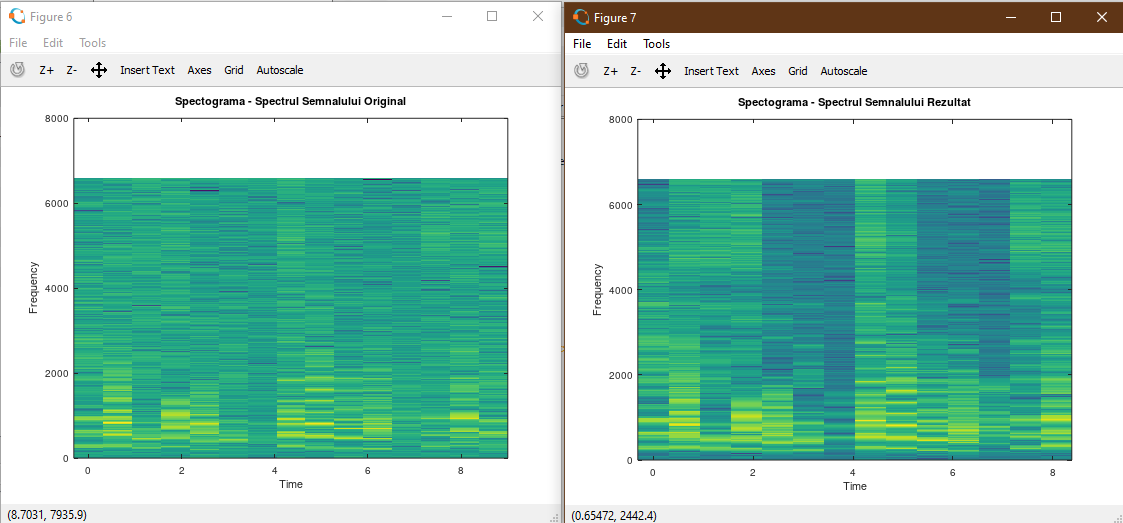 Figure 6
File Edit Tools
Z+ Z- Insert Text Axes Grid Autoscale
Spectograma - Spectrul Semnalului Original
8000
6000
4000
2000
0
Frequency
0 2 4 6 8
Time
(8.7031, 7935.9)
Figure 7
File Edit Tools
Z+ Z- Insert Text Axes Grid Autoscale
Spectograma - Spectrul Semnalului Rezultat
8000
6000
4000
2000
0
Frequency
0 2 4 6 8
Time
(0.65472, 2442.4)